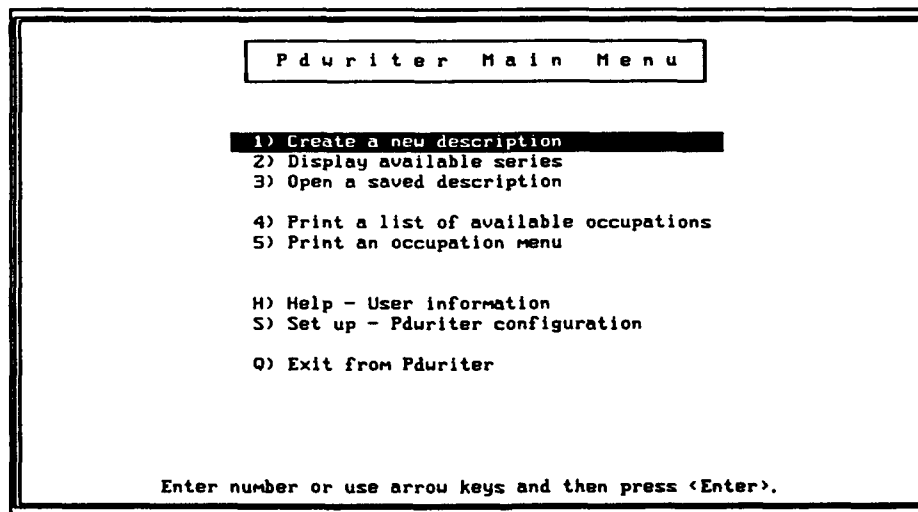 Pdwriter Main Menu
1) Create a new description
2) Display available series
3) Open a saved description
4) Print a list of available occupations
5) Print an occupation menu
H) Help - User information
S) Set up - Pdwriter configuration
Q) Exit from Pdwriter
Enter number or use arrow keys and then press <Enter>.